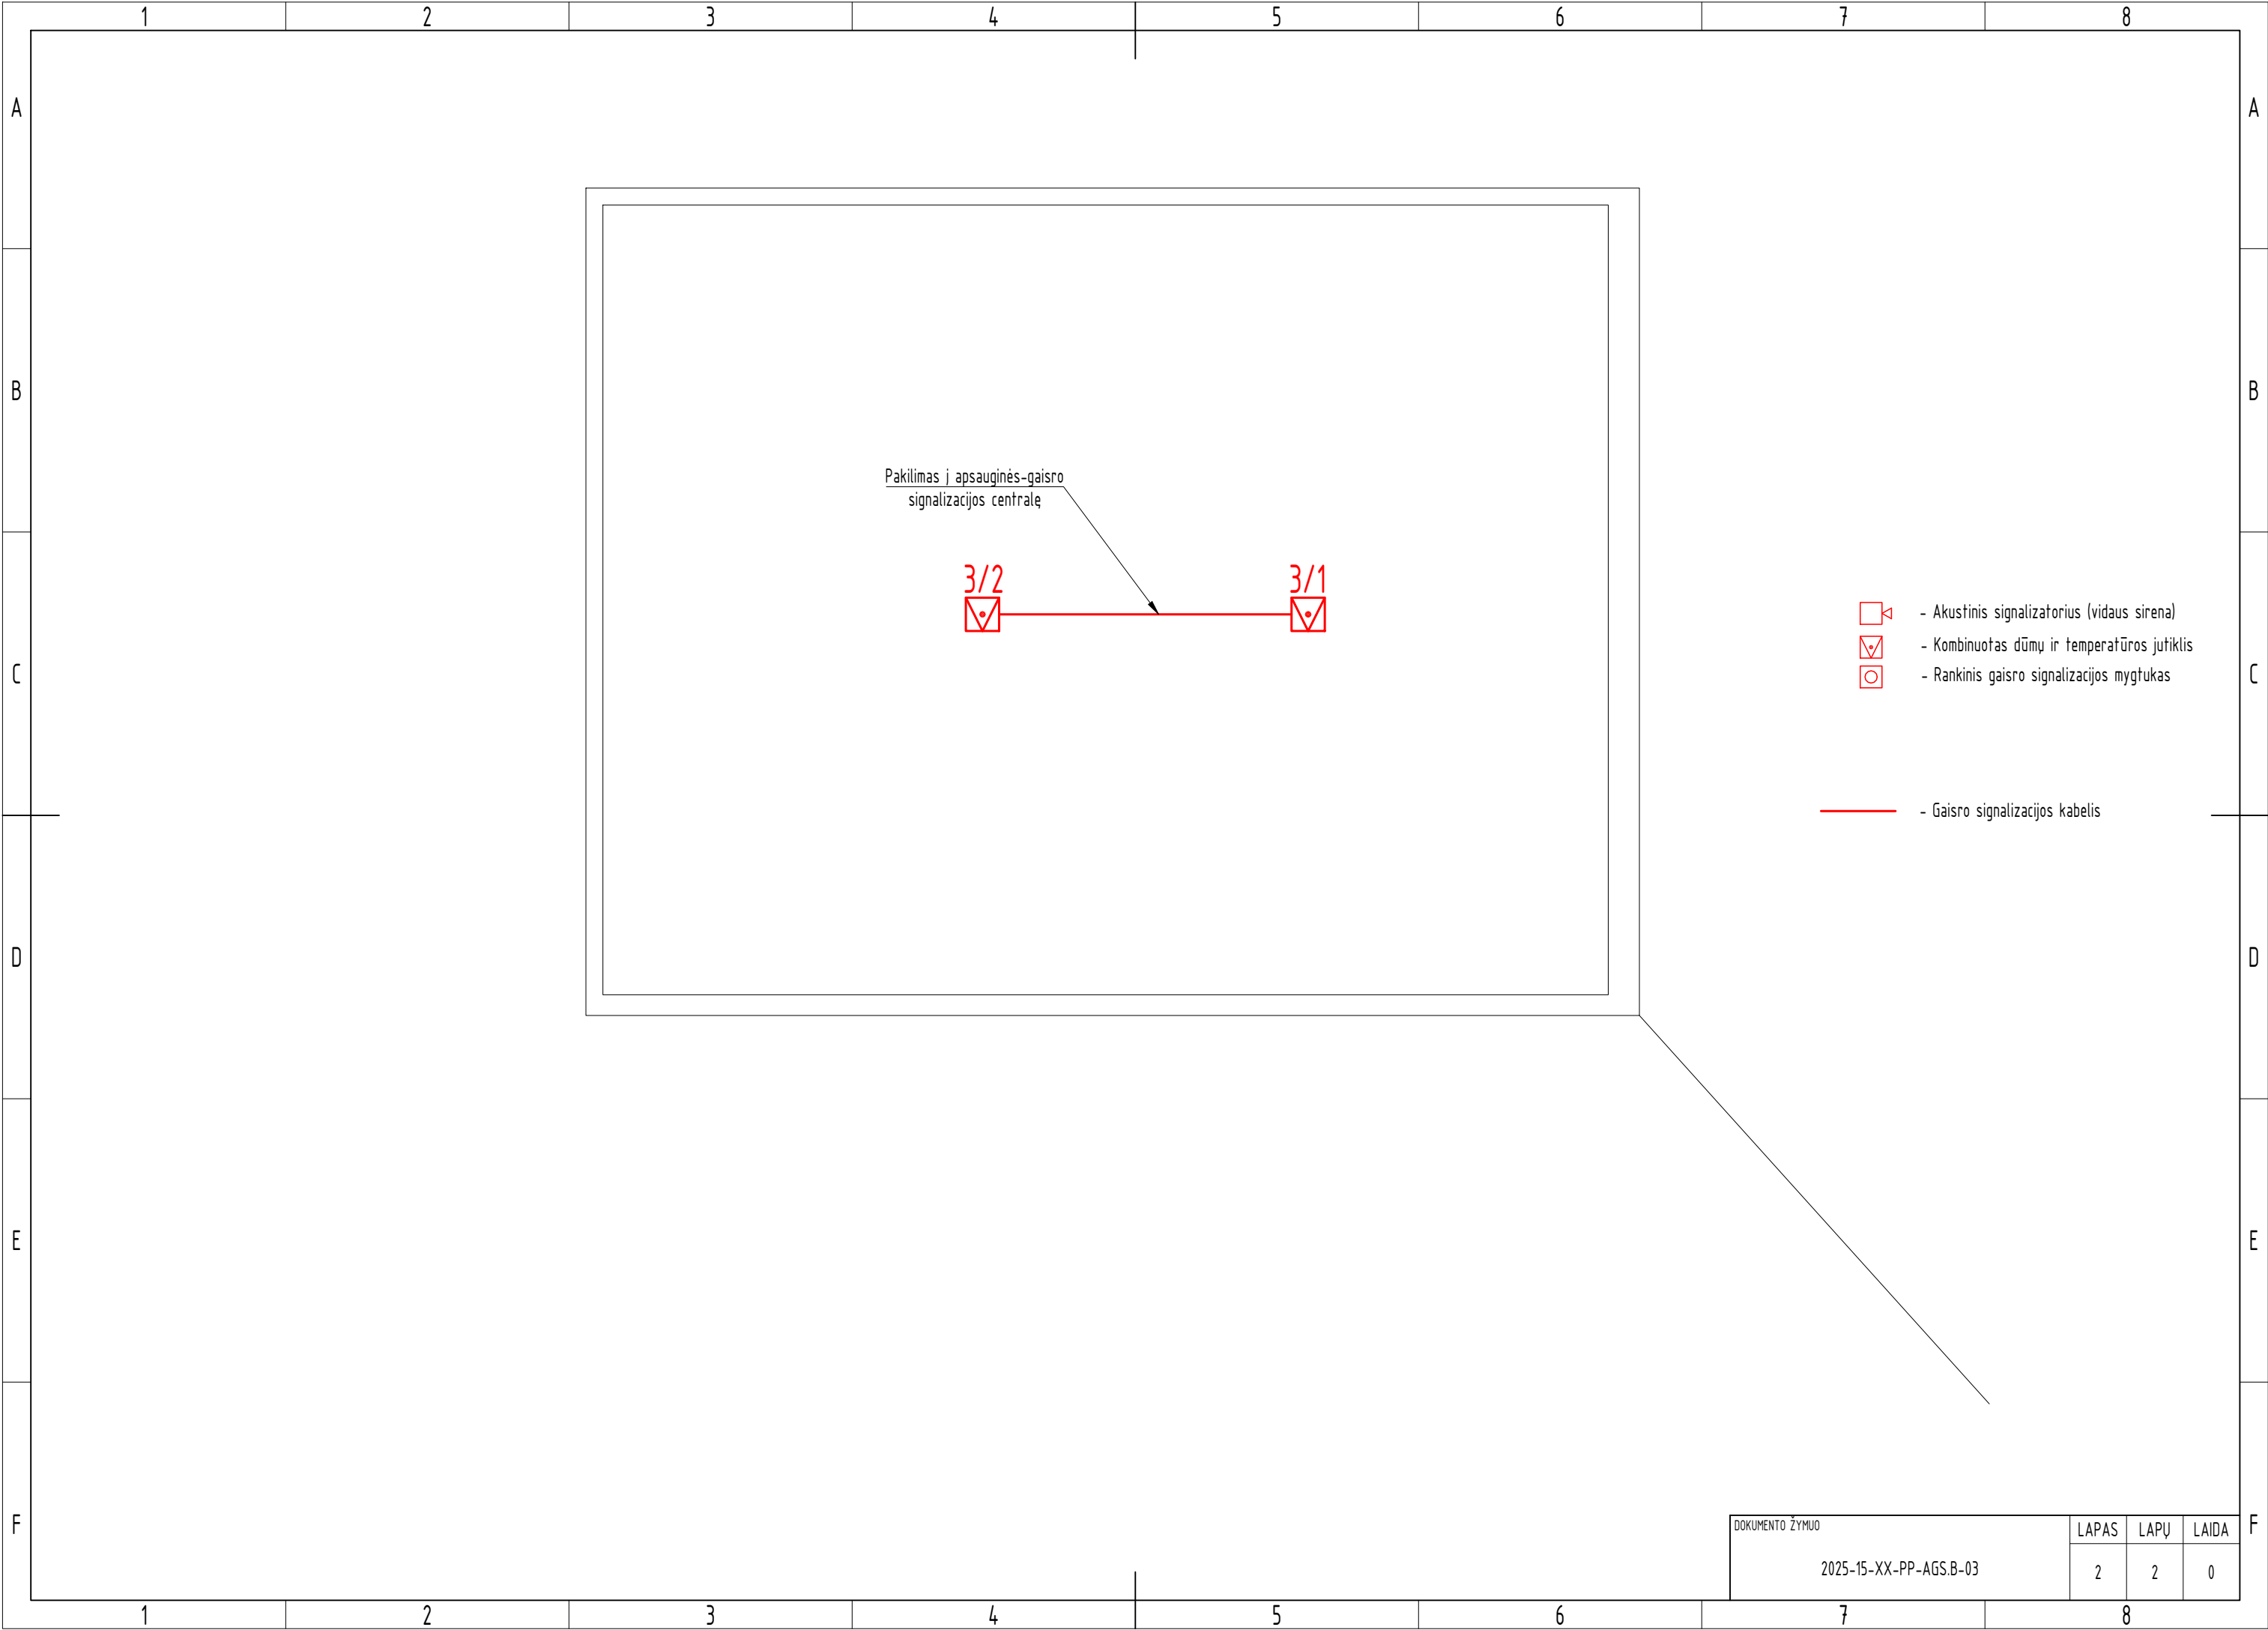 1 2 3 4 5 6 7 8
A A
B B
Pakilimas į apsauginės-gaisro
signalizacijos centralę
3/2 3/1
- Akustinis signalizatorius (vidaus sirena)
- Kombinuotas dūmų ir temperatūros jutiklis
C - Rankinis gaisro signalizacijos mygtukas C
- Gaisro signalizacijos kabelis
D D
E E
F F
DOKUMENTO ŽYMUO LAPAS LAPŲ LAIDA
2025-15-XX-PP-AGS.B-03 2 2 0
1 2 3 4 5 6 7 8